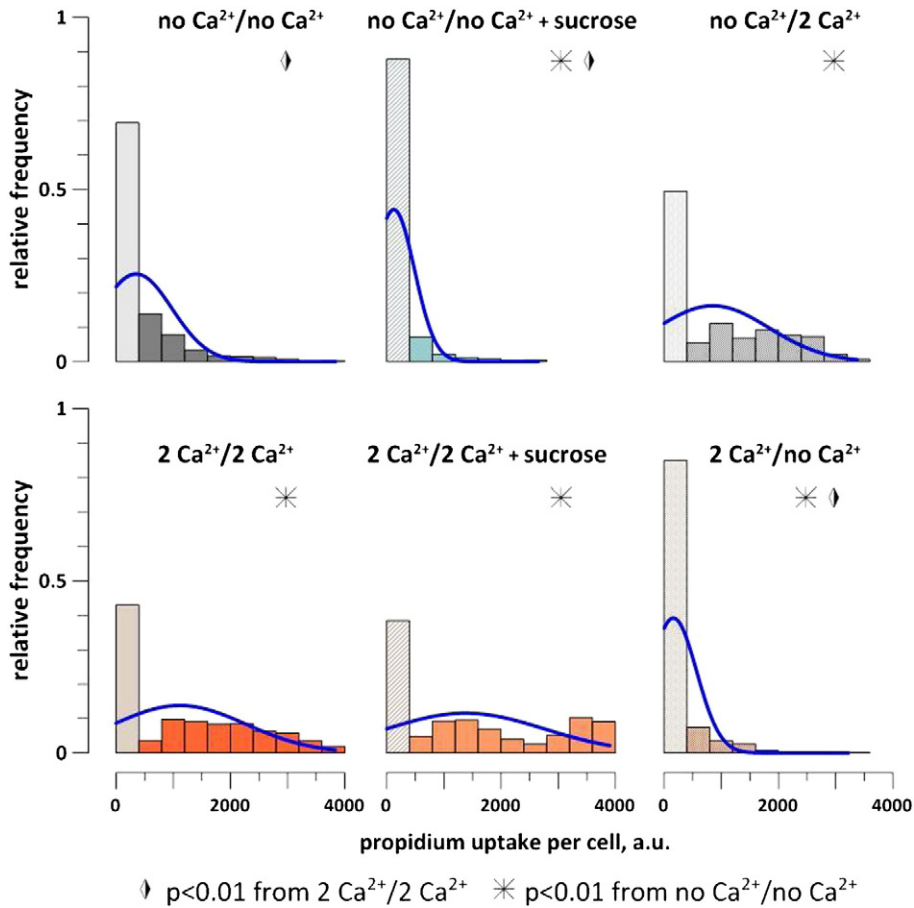 no Ca²⁺/no Ca²⁺
no Ca²⁺/no Ca²⁺ + sucrose
no Ca²⁺/2 Ca²⁺
1
0.5
0
relative frequency
2 Ca²⁺/2 Ca²⁺
2 Ca²⁺/2 Ca²⁺ + sucrose
2 Ca²⁺/no Ca²⁺
1
0.5
0
relative frequency
0 2000 4000
0 2000 4000
0 2000 4000
propidium uptake per cell, a.u.
p<0.01 from 2 Ca²⁺/2 Ca²⁺ p<0.01 from no Ca²⁺/no Ca²⁺